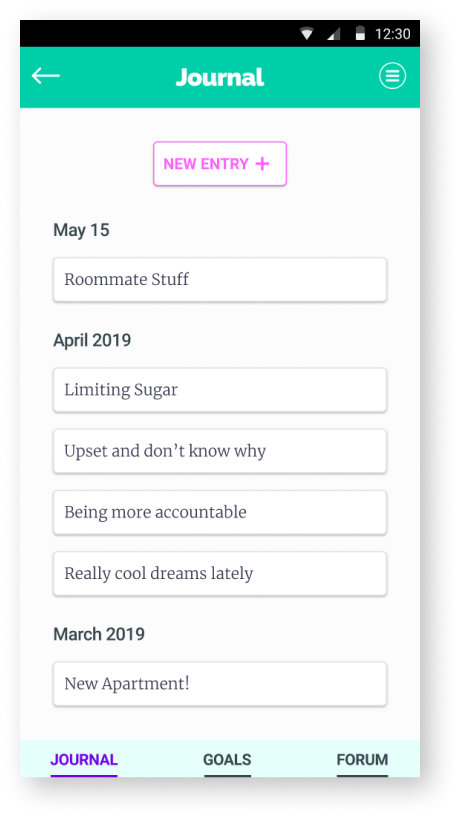 12:30
Journal
NEW ENTRY +
May 15
Roommate Stuff
April 2019
Limiting Sugar
Upset and don’t know why
Being more accountable
Really cool dreams lately
March 2019
New Apartment!
JOURNAL GOALS FORUM